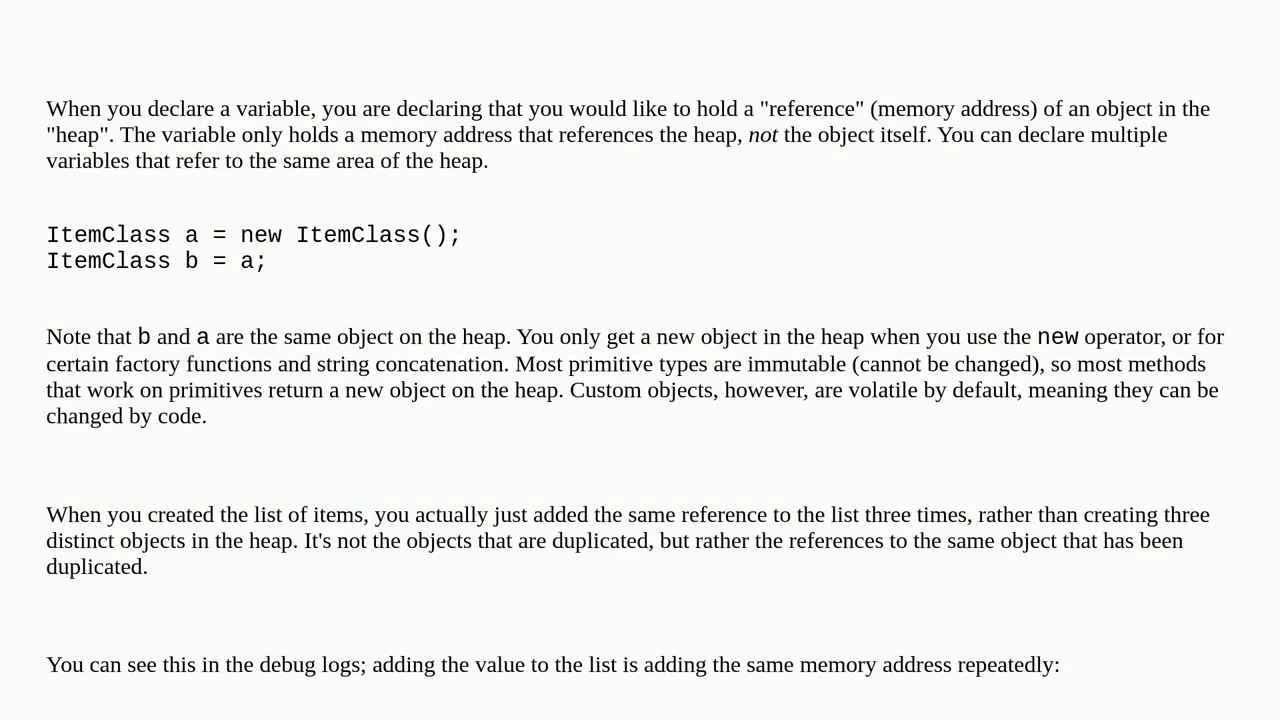 When you declare a variable, you are declaring that you would like to hold a "reference" (memory address) of an object in the
"heap". The variable only holds a memory address that references the heap, not the object itself. You can declare multiple
variables that refer to the same area of the heap.
ItemClass a = new ItemClass();
ItemClass b = a;
Note that b and a are the same object on the heap. You only get a new object in the heap when you use the new operator, or for
certain factory functions and string concatenation. Most primitive types are immutable (cannot be changed), so most methods
that work on primitives return a new object on the heap. Custom objects, however, are volatile by default, meaning they can be
changed by code.
When you created the list of items, you actually just added the same reference to the list three times, rather than creating three
distinct objects in the heap. It's not the objects that are duplicated, but rather the references to the same object that has been
duplicated.
You can see this in the debug logs; adding the value to the list is adding the same memory address repeatedly: